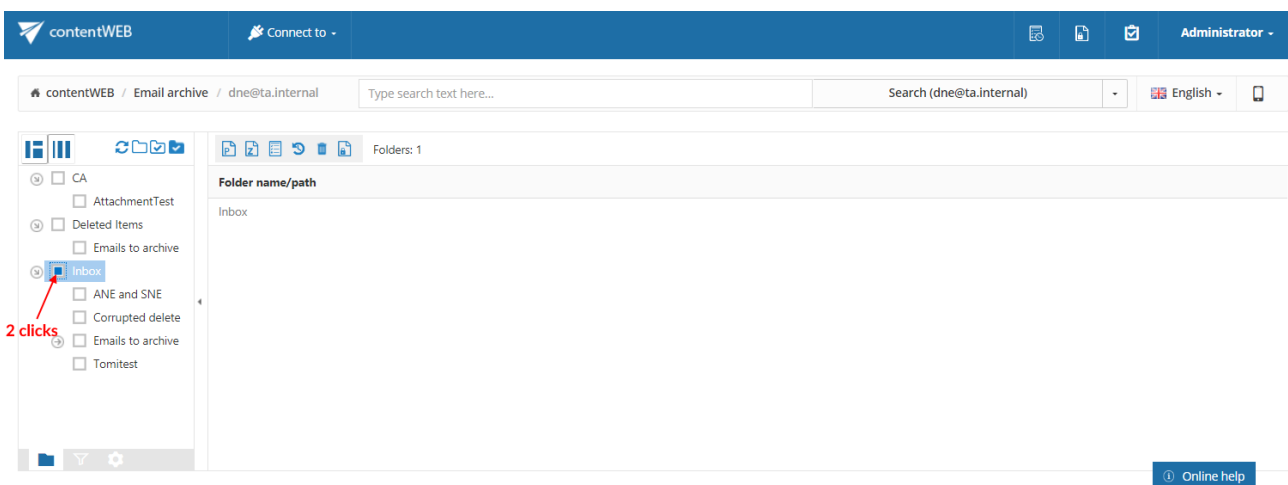 contentWEB
Connect to
Administrator
contentWEB / Email archive / dne@ta.internal
Type search text here...
Search (dne@ta.internal)
English
Folders: 1
CA
AttachmentTest
Deleted Items
Emails to archive
Inbox
ANE and SNE
Corrupted delete
Emails to archive
Tomitest
2 clicks
Folder name/path
Inbox
Online help